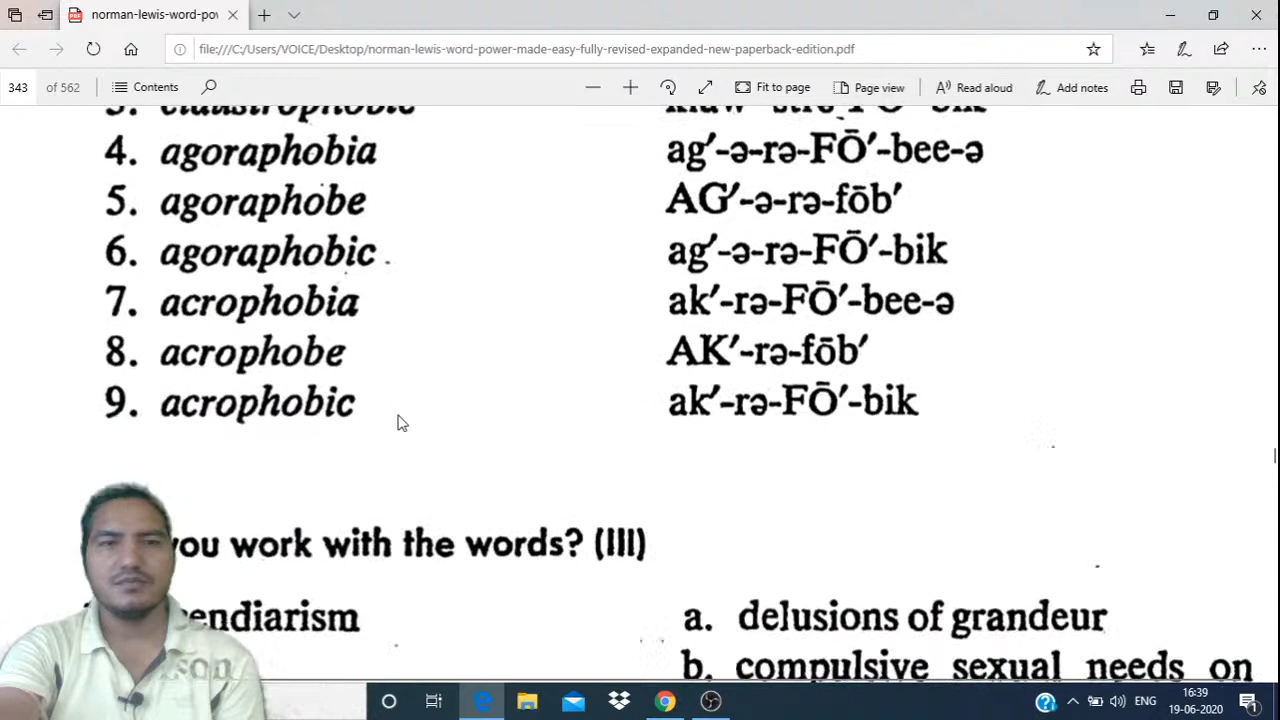 norman-lewis-word-pov
file:///C:/Users/VOICE/Desktop/norman-lewis-word-power-made-easy-fully-revised-expanded-new-paperback-edition.pdf
343 of 562 Contents Fit to page Page view Read aloud Add notes
3. claustrophobic
4. agoraphobia ag′-ə-rə-FŌ′-bee-ə
5. agoraphobe AG′-ə-rə-fōb′
6. agoraphobic ag′-ə-rə-FŌ′-bik
7. acrophobia ak′-rə-FŌ′-bee-ə
8. acrophobe AK′-rə-fōb′
9. acrophobic ak′-rə-FŌ′-bik
you work with the words? (III)
endiarism a. delusions of grandeur
son b. compulsive sexual needs on
ENG 16:39
19-06-2020